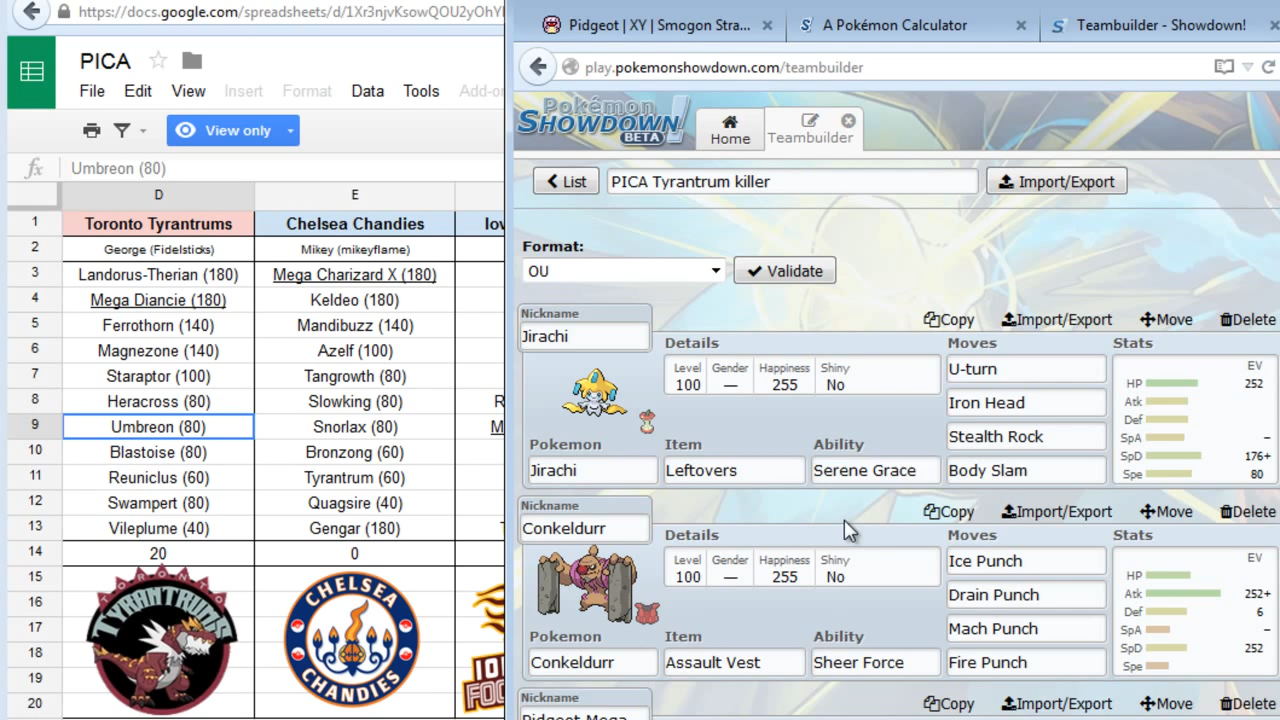 https://docs.google.com/spreadsheets/d/1Xr3njvKsowQOU2yOhY
PICA
File Edit View Insert Format Data Tools Add-o
View only
fx Umbreon (80)
D E
1 Toronto Tyrantrums Chelsea Chandies Iow
2 George (Fidelsticks) Mikey (mikeyflame)
3 Landorus-Therian (180) Mega Charizard X (180)
4 Mega Diancie (180) Keldeo (180)
5 Ferrothorn (140) Mandibuzz (140)
6 Magnezone (140) Azelf (100)
7 Staraptor (100) Tangrowth (80)
8 Heracross (80) Slowking (80) R
9 Umbreon (80) Snorlax (80) M
10 Blastoise (80) Bronzong (60)
11 Reuniclus (60) Tyrantrum (60)
12 Swampert (80) Quagsire (40)
13 Vileplume (40) Gengar (180)
14 20 0
15
16
17
18
19
20
TORONTO
TYRANTRUMS
CHELSEA
CHANDIES
IO
FOO
Pidgeot | XY | Smogon Stra...
A Pokémon Calculator
Teambuilder - Showdown!
play.pokemonshowdown.com/teambuilder
Pokémon
SHOWDOWN!
BETA
Home
Teambuilder
List
PICA Tyrantrum killer
Import/Export
Format:
OU
Validate
Nickname
Jirachi
Copy Import/Export Move Delete
Details Moves Stats
Level Gender Happiness Shiny
100 — 255 No
U-turn
Iron Head
Stealth Rock
Body Slam
EV
HP 252
Atk
Def
SpA –
SpD 176+
Spe 80
Pokemon Item Ability
Jirachi Leftovers Serene Grace
Nickname
Conkeldurr
Copy Import/Export Move Delete
Details Moves Stats
Level Gender Happiness Shiny
100 — 255 No
Ice Punch
Drain Punch
Mach Punch
Fire Punch
EV
HP
Atk 252+
Def 6
SpA –
SpD 252
Spe
Pokemon Item Ability
Conkeldurr Assault Vest Sheer Force
Nickname
Pidgeot-Mega
Copy Import/Export Move Delete